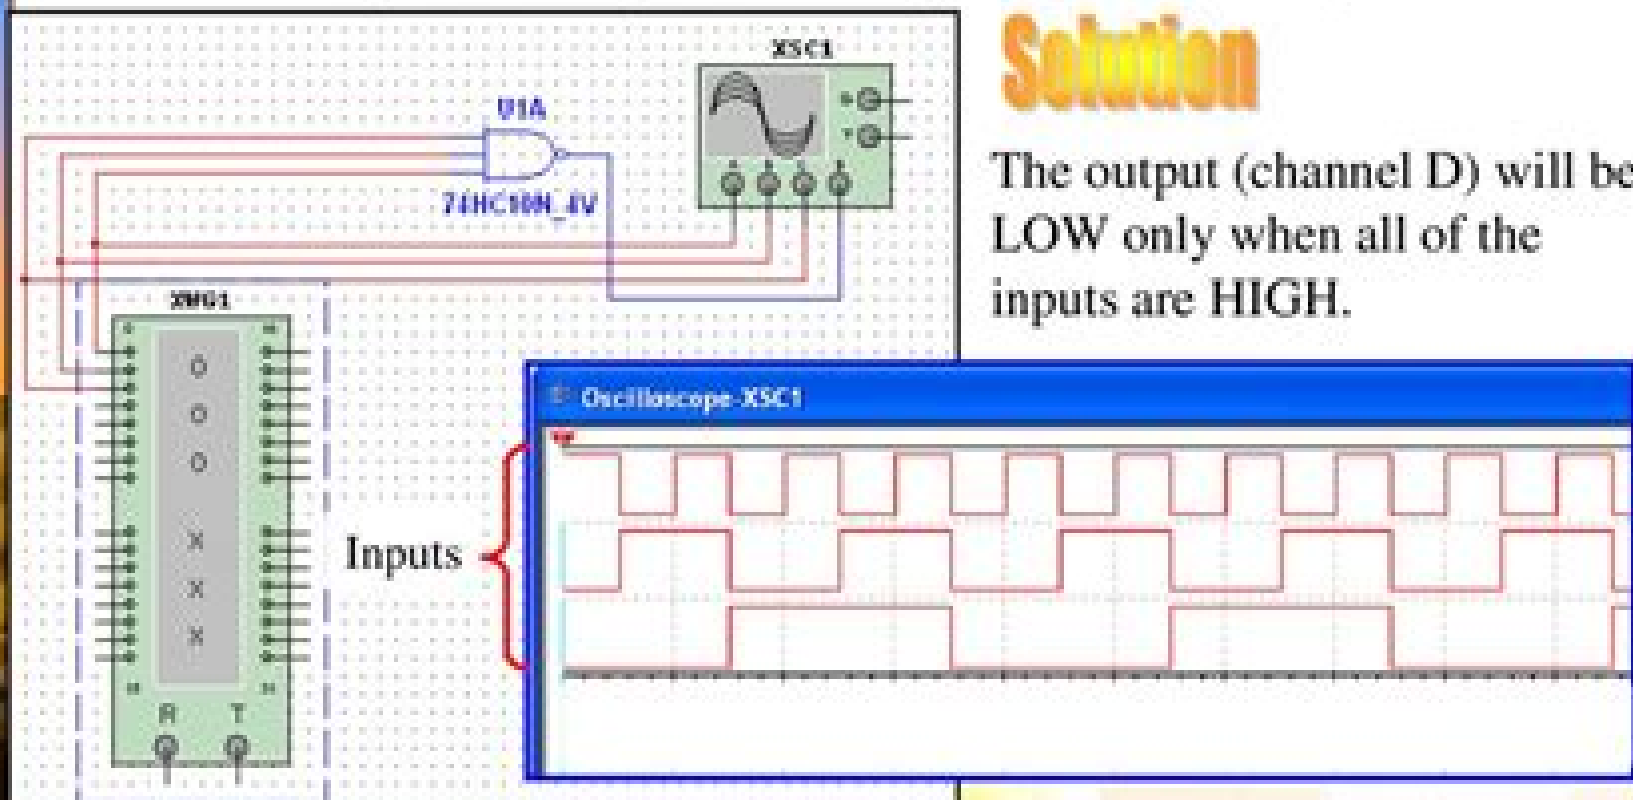 XSC1
Solution
U1A
74HC10N_4V
The output (channel D) will be
LOW only when all of the
inputs are HIGH.
XWG1
O
O
O
X
X
X
R T
Inputs
Oscilloscope-XSC1